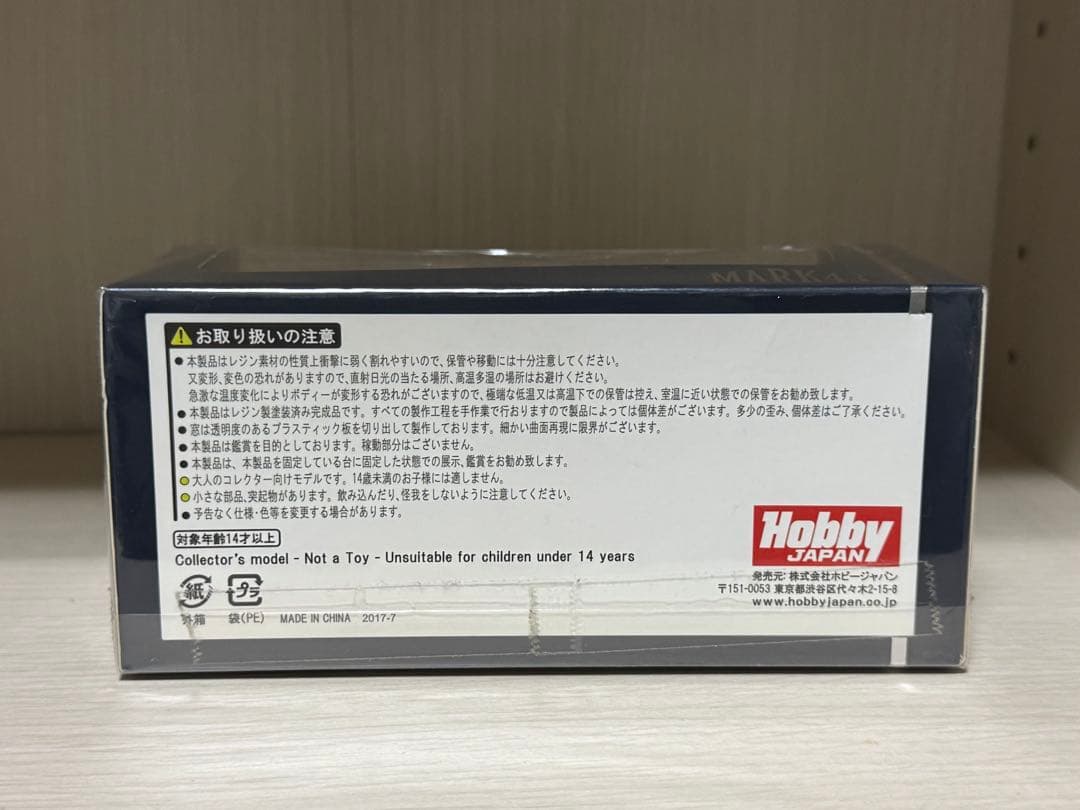 MARK43
お取り扱いの注意
●本製品はレジン素材の性質上衝撃に弱く割れやすいので、保管や移動には十分注意してください。
又変形、変色の恐れがありますので、直射日光の当たる場所、高温多湿の場所はお避けください。
急激な温度変化によりボディーが変形する恐れがございますので、極端な低温又は高温下での保管は控え、室温に近い状態での保管をお勧め致します。
●本製品はレジン製塗装済み完成品です。すべての製作工程を手作業で行おりますので製品によっては個体差がございます。多少の歪み、個体差はご了承ください。
●窓は透明度のあるプラスティック板を切り出して製作しております。細かい曲面再現に限界がございます。
●本製品は鑑賞を目的としております。稼動部分はございません。
●本製品は、本製品を固定している台に固定した状態での展示、鑑賞をお勧め致します。
●大人のコレクター向けモデルです。14歳未満のお子様には適しません。
●小さな部品、突起物があります。飲み込んだり、怪我をしないように注意してください。
●予告なく仕様・色等を変更する場合があります。
対象年齢14才以上
Collector's model - Not a Toy - Unsuitable for children under 14 years
紙 プラ
外箱 袋(PE) MADE IN CHINA 2017-7
Hobby
JAPAN
発売元: 株式会社ホビージャパン
〒151-0053 東京都渋谷区代々木2-15-8
www.hobbyjapan.co.jp